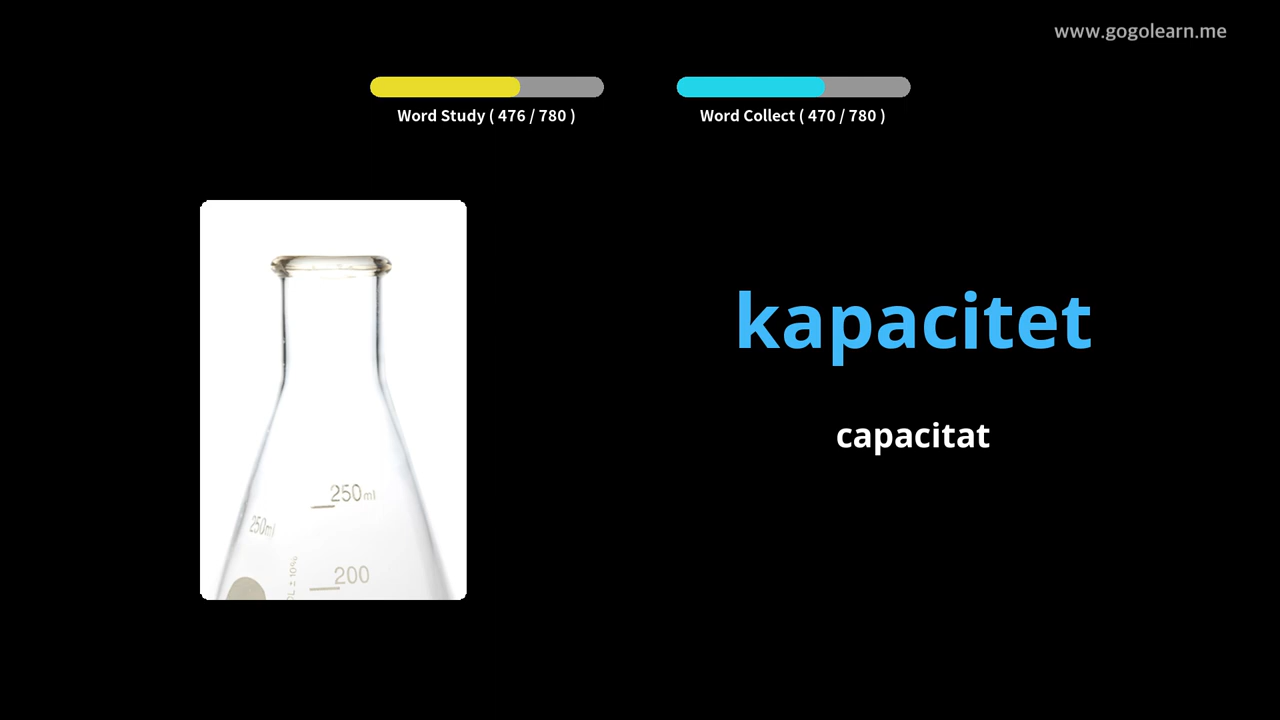 www.gogolearn.me
Word Study ( 476 / 780 )
Word Collect ( 470 / 780 )
kapacitet
capacitat
250ml
250ml
200